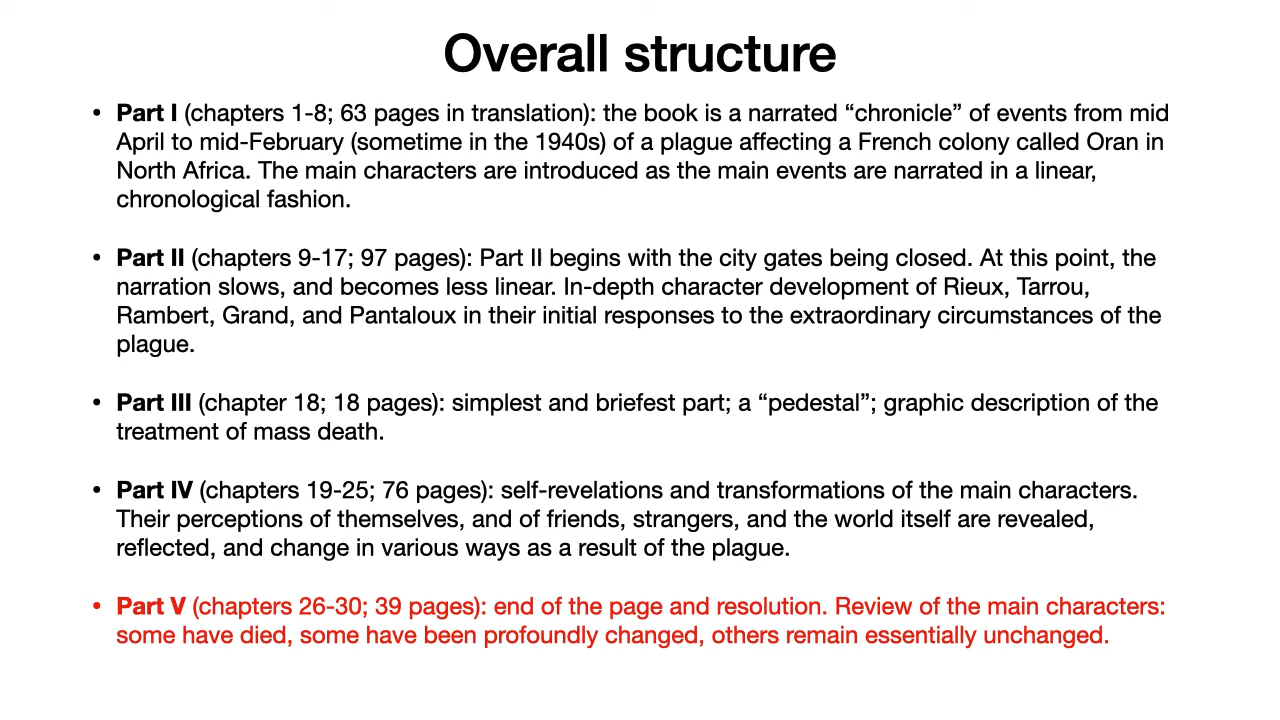 Overall structure
• Part I (chapters 1-8; 63 pages in translation): the book is a narrated “chronicle” of events from mid
April to mid-February (sometime in the 1940s) of a plague affecting a French colony called Oran in
North Africa. The main characters are introduced as the main events are narrated in a linear,
chronological fashion.
• Part II (chapters 9-17; 97 pages): Part II begins with the city gates being closed. At this point, the
narration slows, and becomes less linear. In-depth character development of Rieux, Tarrou,
Rambert, Grand, and Pantaloux in their initial responses to the extraordinary circumstances of the
plague.
• Part III (chapter 18; 18 pages): simplest and briefest part; a “pedestal”; graphic description of the
treatment of mass death.
• Part IV (chapters 19-25; 76 pages): self-revelations and transformations of the main characters.
Their perceptions of themselves, and of friends, strangers, and the world itself are revealed,
reflected, and change in various ways as a result of the plague.
• Part V (chapters 26-30; 39 pages): end of the page and resolution. Review of the main characters:
some have died, some have been profoundly changed, others remain essentially unchanged.